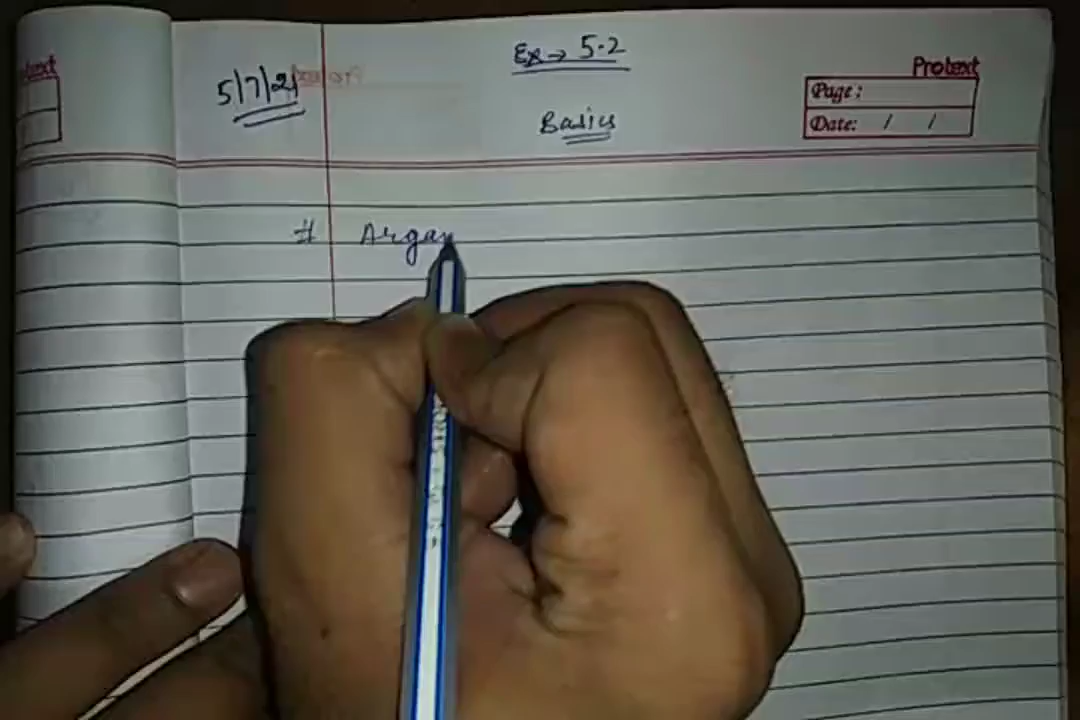 Ex → 5.2
Protext
5/7/21
Page :
Basics
Date: / /
# Argan